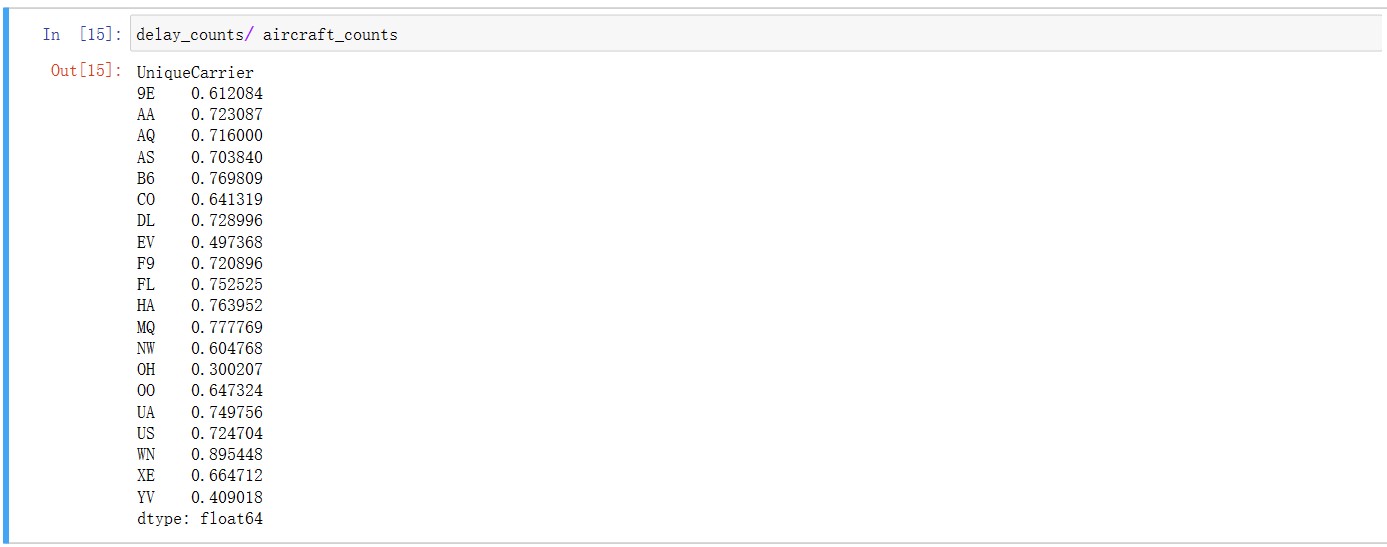 In [15]: delay_counts/ aircraft_counts
Out[15]: UniqueCarrier
9E 0.612084
AA 0.723087
AQ 0.716000
AS 0.703840
B6 0.769809
CO 0.641319
DL 0.728996
EV 0.497368
F9 0.720896
FL 0.752525
HA 0.763952
MQ 0.777769
NW 0.604768
OH 0.300207
OO 0.647324
UA 0.749756
US 0.724704
WN 0.895448
XE 0.664712
YV 0.409018
dtype: float64